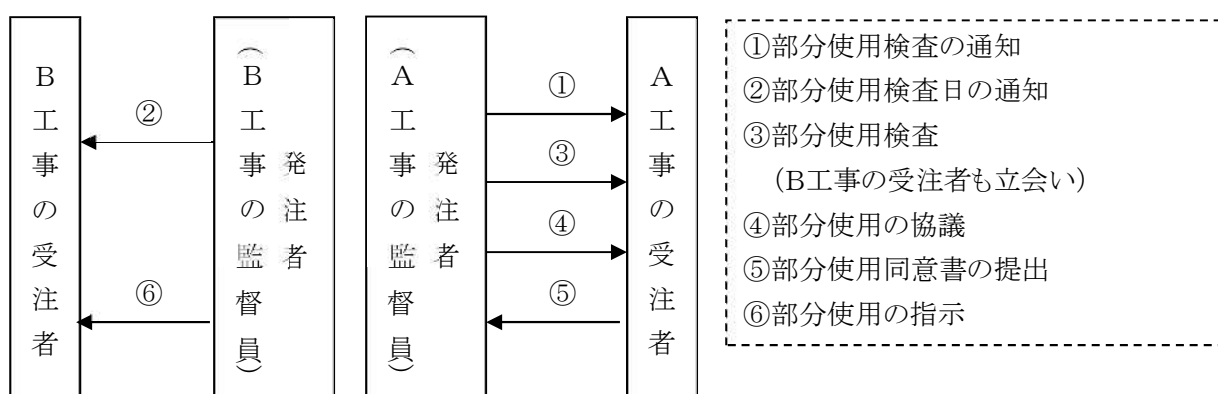 B工事の受注者
②
⑥
発注者
(B工事の監督員)
発注者
(A工事の監督員)
①
③
④
⑤
A工事の受注者
①部分使用検査の通知
②部分使用検査日の通知
③部分使用検査
(B工事の受注者も立会い)
④部分使用の協議
⑤部分使用同意書の提出
⑥部分使用の指示